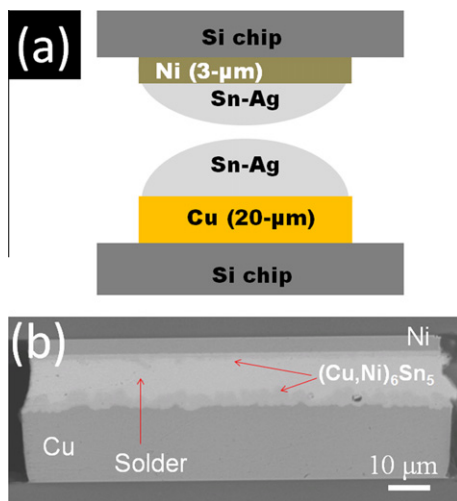 (a)
Si chip
Ni (3-µm)
Sn-Ag
Sn-Ag
Cu (20-µm)
Si chip
(b)
Ni
(Cu,Ni)₆Sn₅
Cu
Solder
10 µm